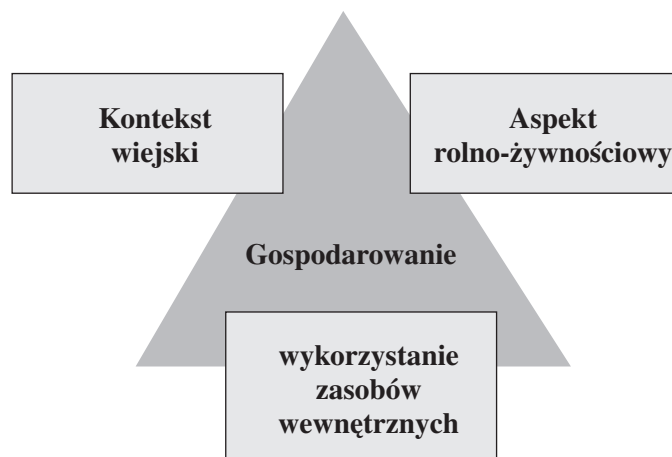 Kontekst
wiejski
Aspekt
rolno-żywnościowy
Gospodarowanie
wykorzystanie
zasobów
wewnętrznych